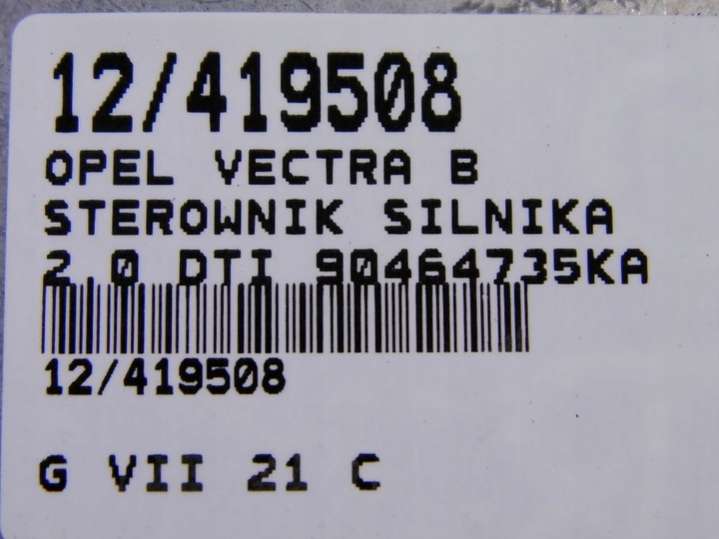 12/419508
OPEL VECTRA B
STEROWNIK SILNIKA
2.0 DTI 90464735KA
12/419508
G VII 21 C